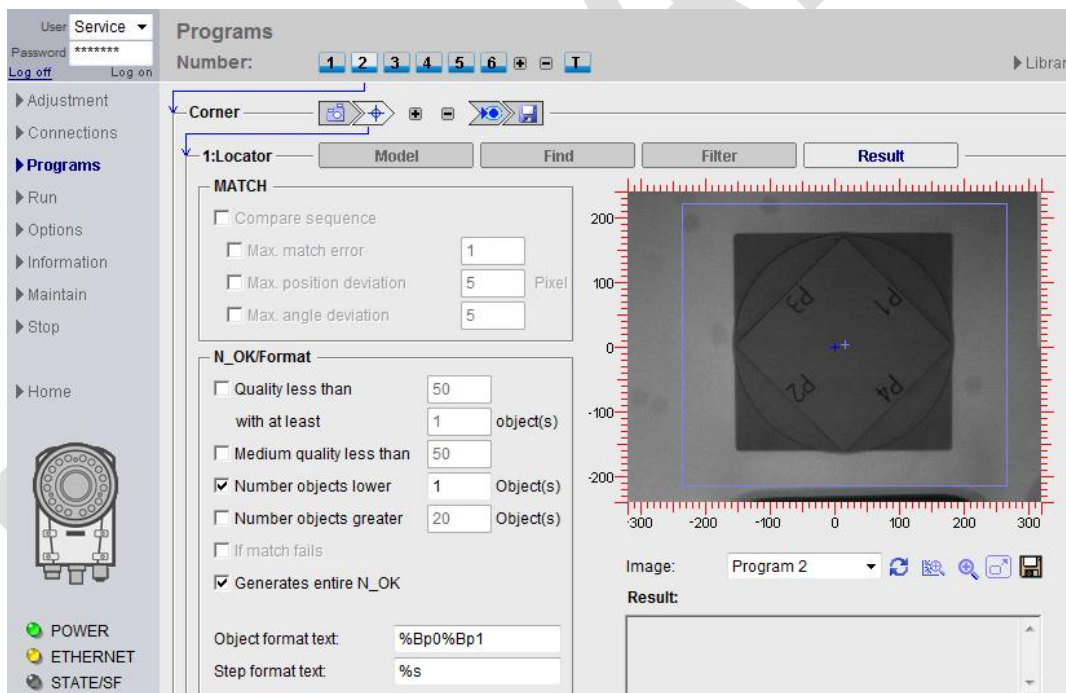 User Service
Password *******
Log off Log on
Adjustment
Connections
Programs
Run
Options
Information
Maintain
Stop
Home
POWER
ETHERNET
STATE/SF
Programs
Number: 1 2 3 4 5 6 T
Librar
Corner
1:Locator Model Find Filter Result
MATCH
Compare sequence
Max. match error 1
Max. position deviation 5 Pixel
Max. angle deviation 5
N_OK/Format
Quality less than 50
with at least 1 object(s)
Medium quality less than 50
Number objects lower 1 Object(s)
Number objects greater 20 Object(s)
If match fails
Generates entire N_OK
Object format text: %Bp0%Bp1
Step format text: %s
200
100
0
-100
-200
-300 -200 -100 0 100 200 300
P3 P1
P2 P4
Image: Program 2
Result: